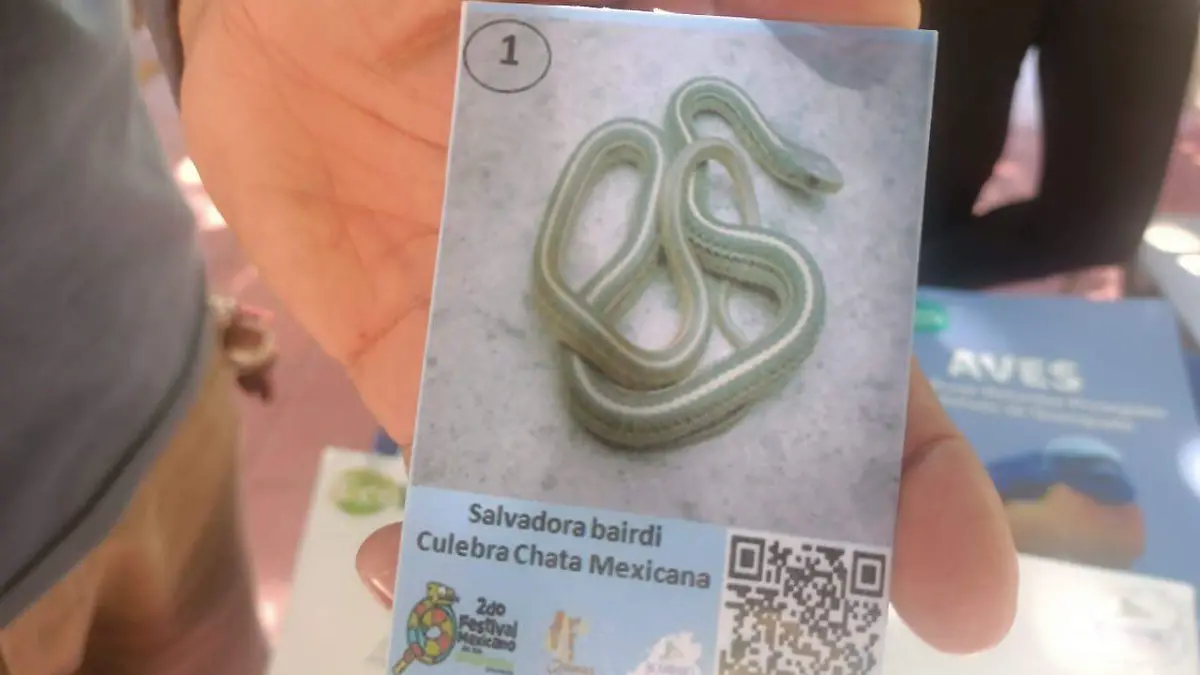 1
Salvadora bairdi
Culebra Chata Mexicana
2do
Festival
Mexicano
AVES